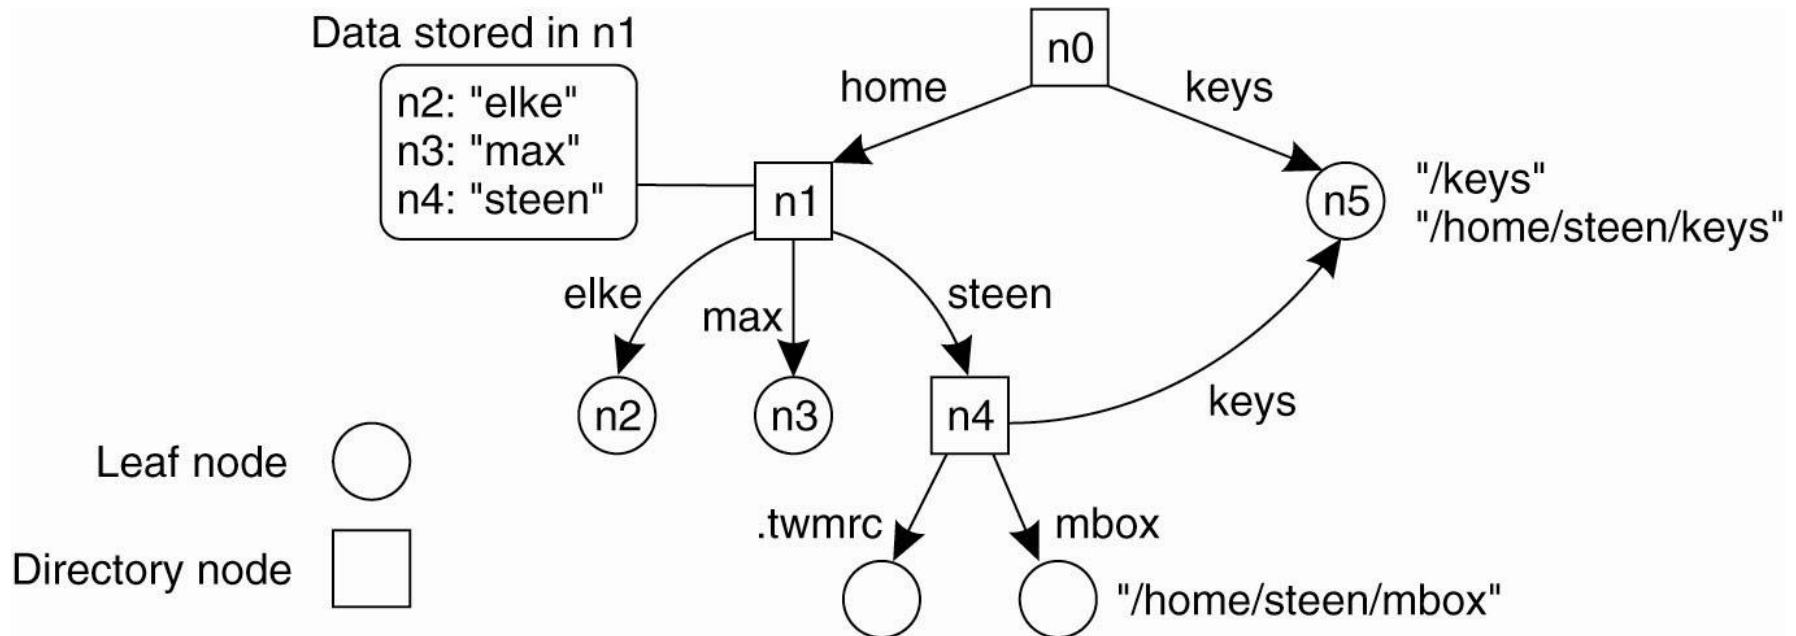 Data stored in n1
n2: "elke"
n3: "max"
n4: "steen"
n0
home
keys
n1
n5
"/keys"
"/home/steen/keys"
elke
max
steen
n2
n3
n4
keys
Leaf node
.twmrc
mbox
Directory node
"/home/steen/mbox"